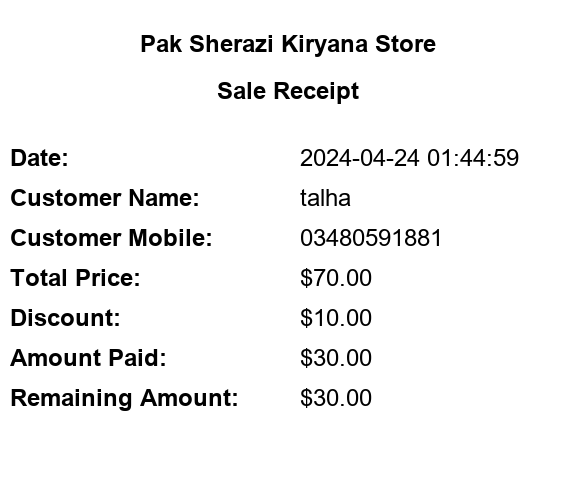 Pak Sherazi Kiryana Store
Sale Receipt
Date: 2024-04-24 01:44:59
Customer Name: talha
Customer Mobile: 03480591881
Total Price: $70.00
Discount: $10.00
Amount Paid: $30.00
Remaining Amount: $30.00